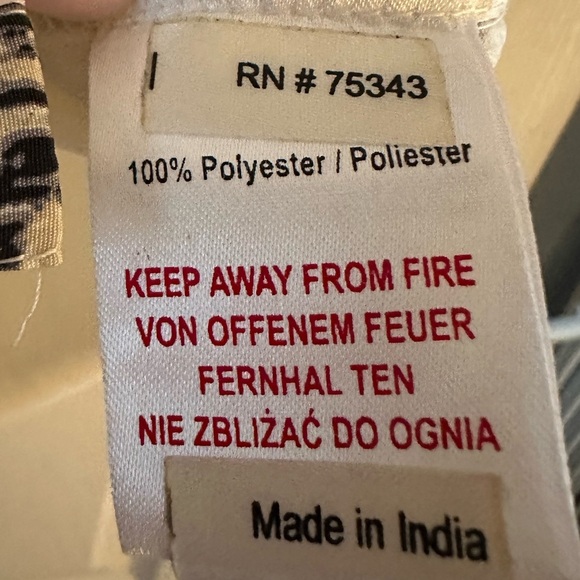 RN # 75343
100% Polyester / Poliester
KEEP AWAY FROM FIRE
VON OFFENEM FEUER
FERNHAL TEN
NIE ZBLIŻAĆ DO OGNIA
Made in India